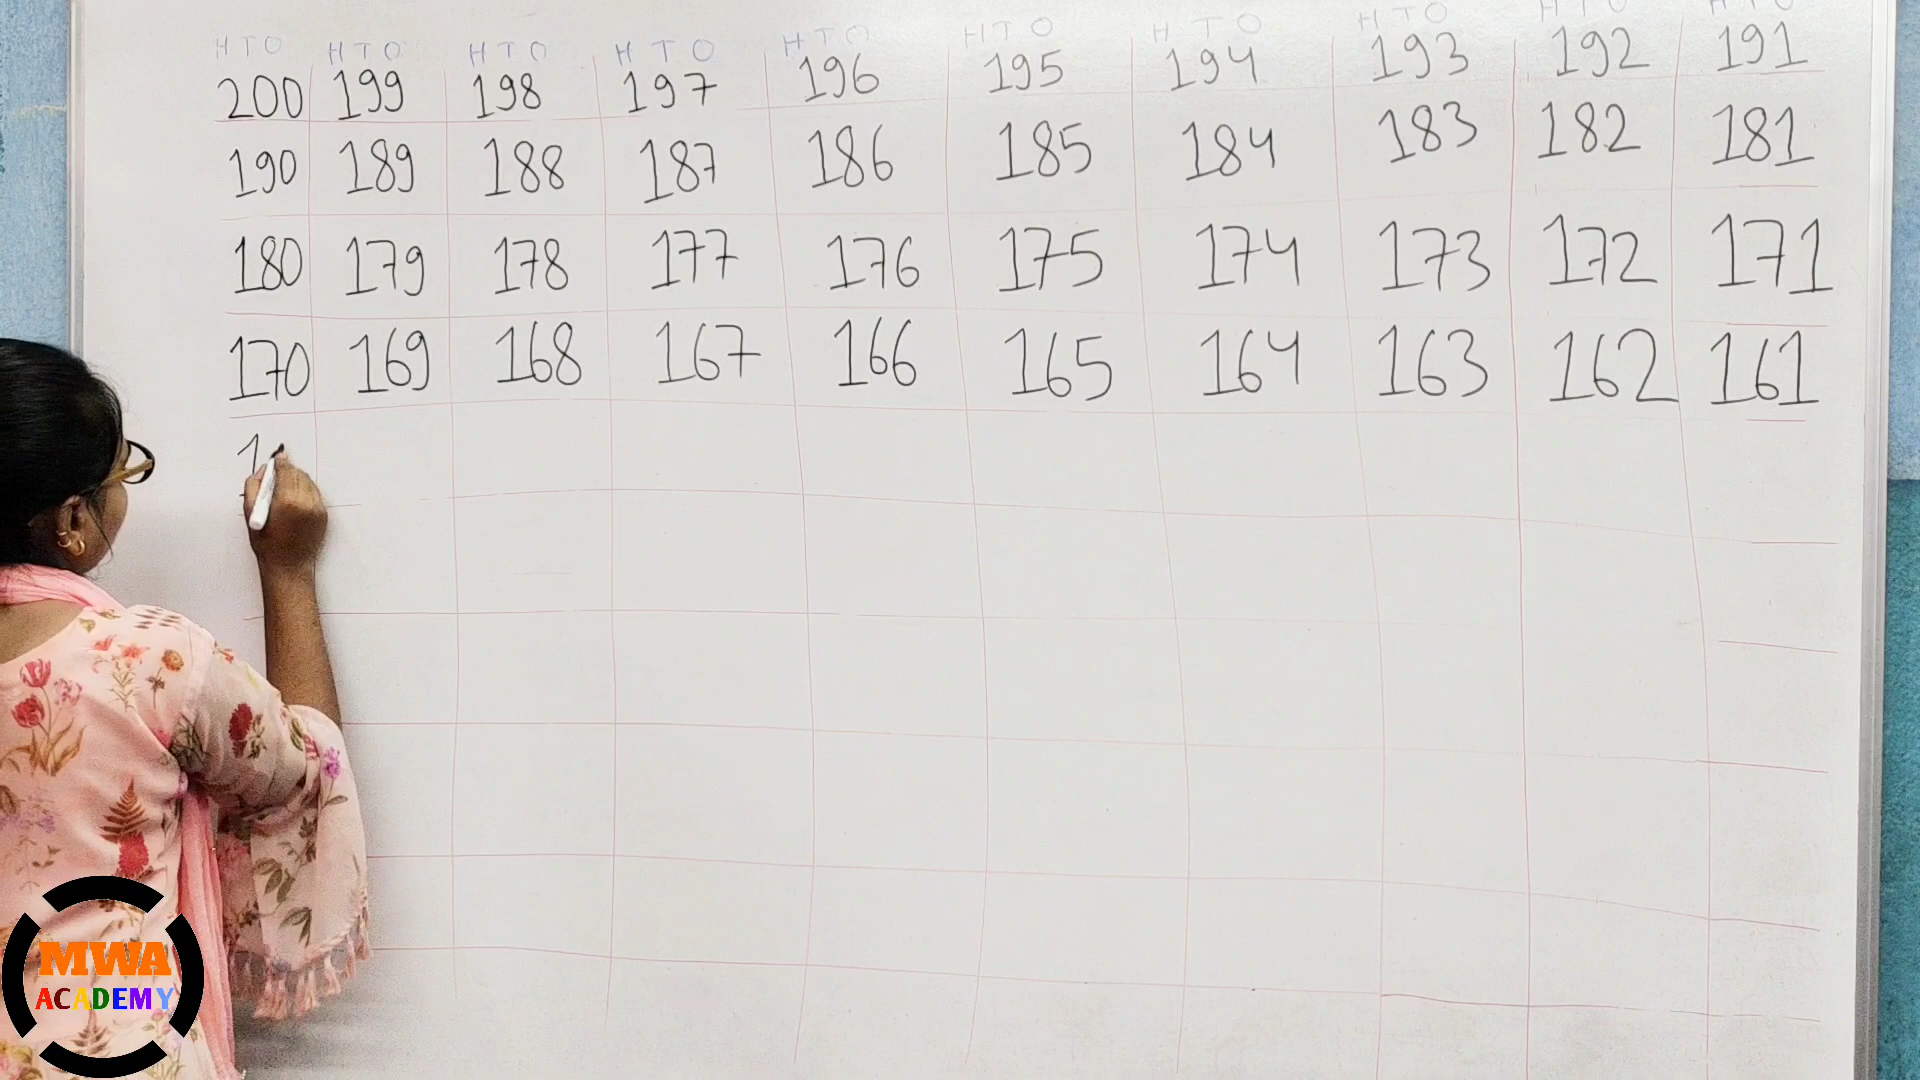 H T O H T O H T O H T O H T O H T O H T O H T O H T O H T O
200 199 198 197 196 195 194 193 192 191
190 189 188 187 186 185 184 183 182 181
180 179 178 177 176 175 174 173 172 171
170 169 168 167 166 165 164 163 162 161
1
MWA
ACADEMY